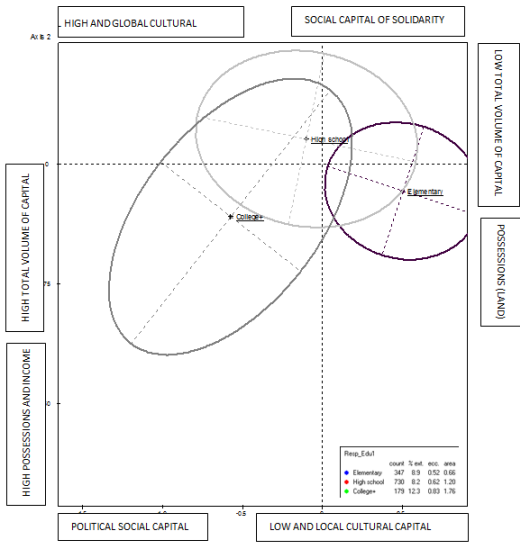 HIGH AND GLOBAL CULTURAL
SOCIAL CAPITAL OF SOLIDARITY
Axis 2
LOW TOTAL VOLUME OF CAPITAL
High school
0
HIGH TOTAL VOLUME OF CAPITAL
Elementary
College+
POSSESSIONS (LAND)
HIGH POSSESSIONS AND INCOME
Resp_Edu1
count % ext. ecc. area
Elementary 347 8.9 0.52 0.66
High school 730 8.2 0.62 1.20
College+ 179 12.3 0.83 1.76
POLITICAL SOCIAL CAPITAL
LOW AND LOCAL CULTURAL CAPITAL